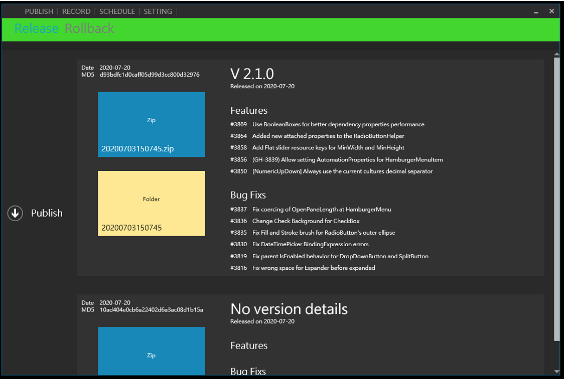 PUBLISH | RECORD | SCHEDULE | SETTING |
Release Rollback
Date 2020-07-20
MD5 d99bdfc1d0caff05d99d3cc800d32976
Zip
20200703150745.zip
Folder
20200703150745
Publish
V 2.1.0
Released on 2020-07-20
Features
#3869 Use BooleanBoxes for better dependency properties performance
#3864 Added new attached properties to the RadioButtonHelper
#3858 Add Flat slider resource keys for MinWidth and MinHeight
#3856 (GH-3839) Allow setting AutomationProperties for HamburgerMenuItem
#3850 [NumericUpDown] Always use the current cultures decimal separator
Bug Fixs
#3837 Fix coercing of OpenPaneLength at HamburgerMenu
#3836 Change Check Background for CheckBox
#3835 Fix Fill and Stroke brush for RadioButton's outer ellipse
#3830 Fix DateTimePicker BindingExpression errors
#3819 Fix parent IsEnabled behavior for DropDownButton and SplitButton
#3816 Fix wrong space for Expander before expanded
Date 2020-07-20
MD5
Zip
No version details
Released on 2020-07-20
Features
Bug Fixs